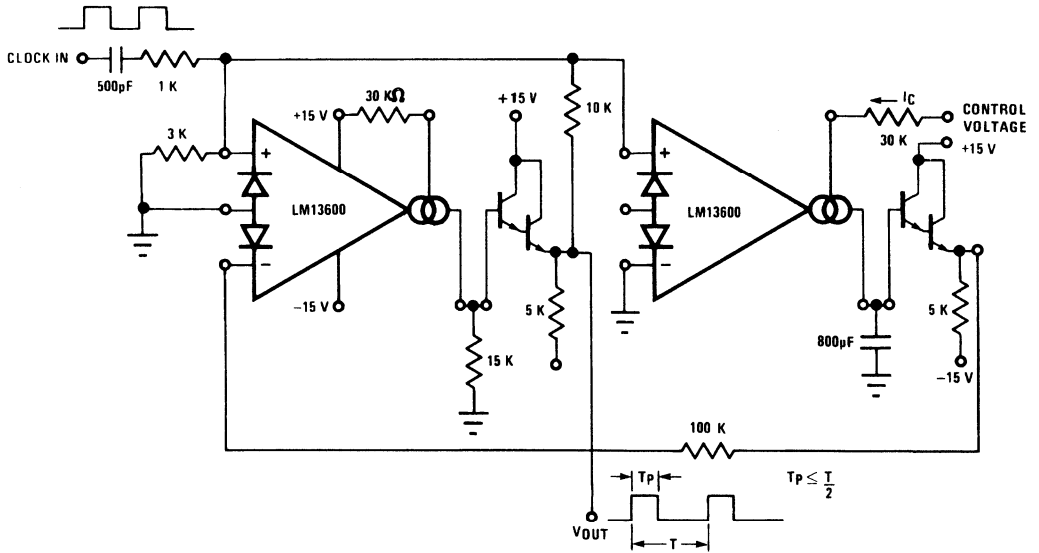 CLOCK IN
500pF
1 K
3 K
+15 V
30 KΩ
+
LM13600
−
−15 V
+15 V
10 K
5 K
15 K
+
LM13600
−
IC
30 K
CONTROL
VOLTAGE
+15 V
800µF
5 K
−15 V
100 K
TP
TP ≤ T/2
VOUT
T